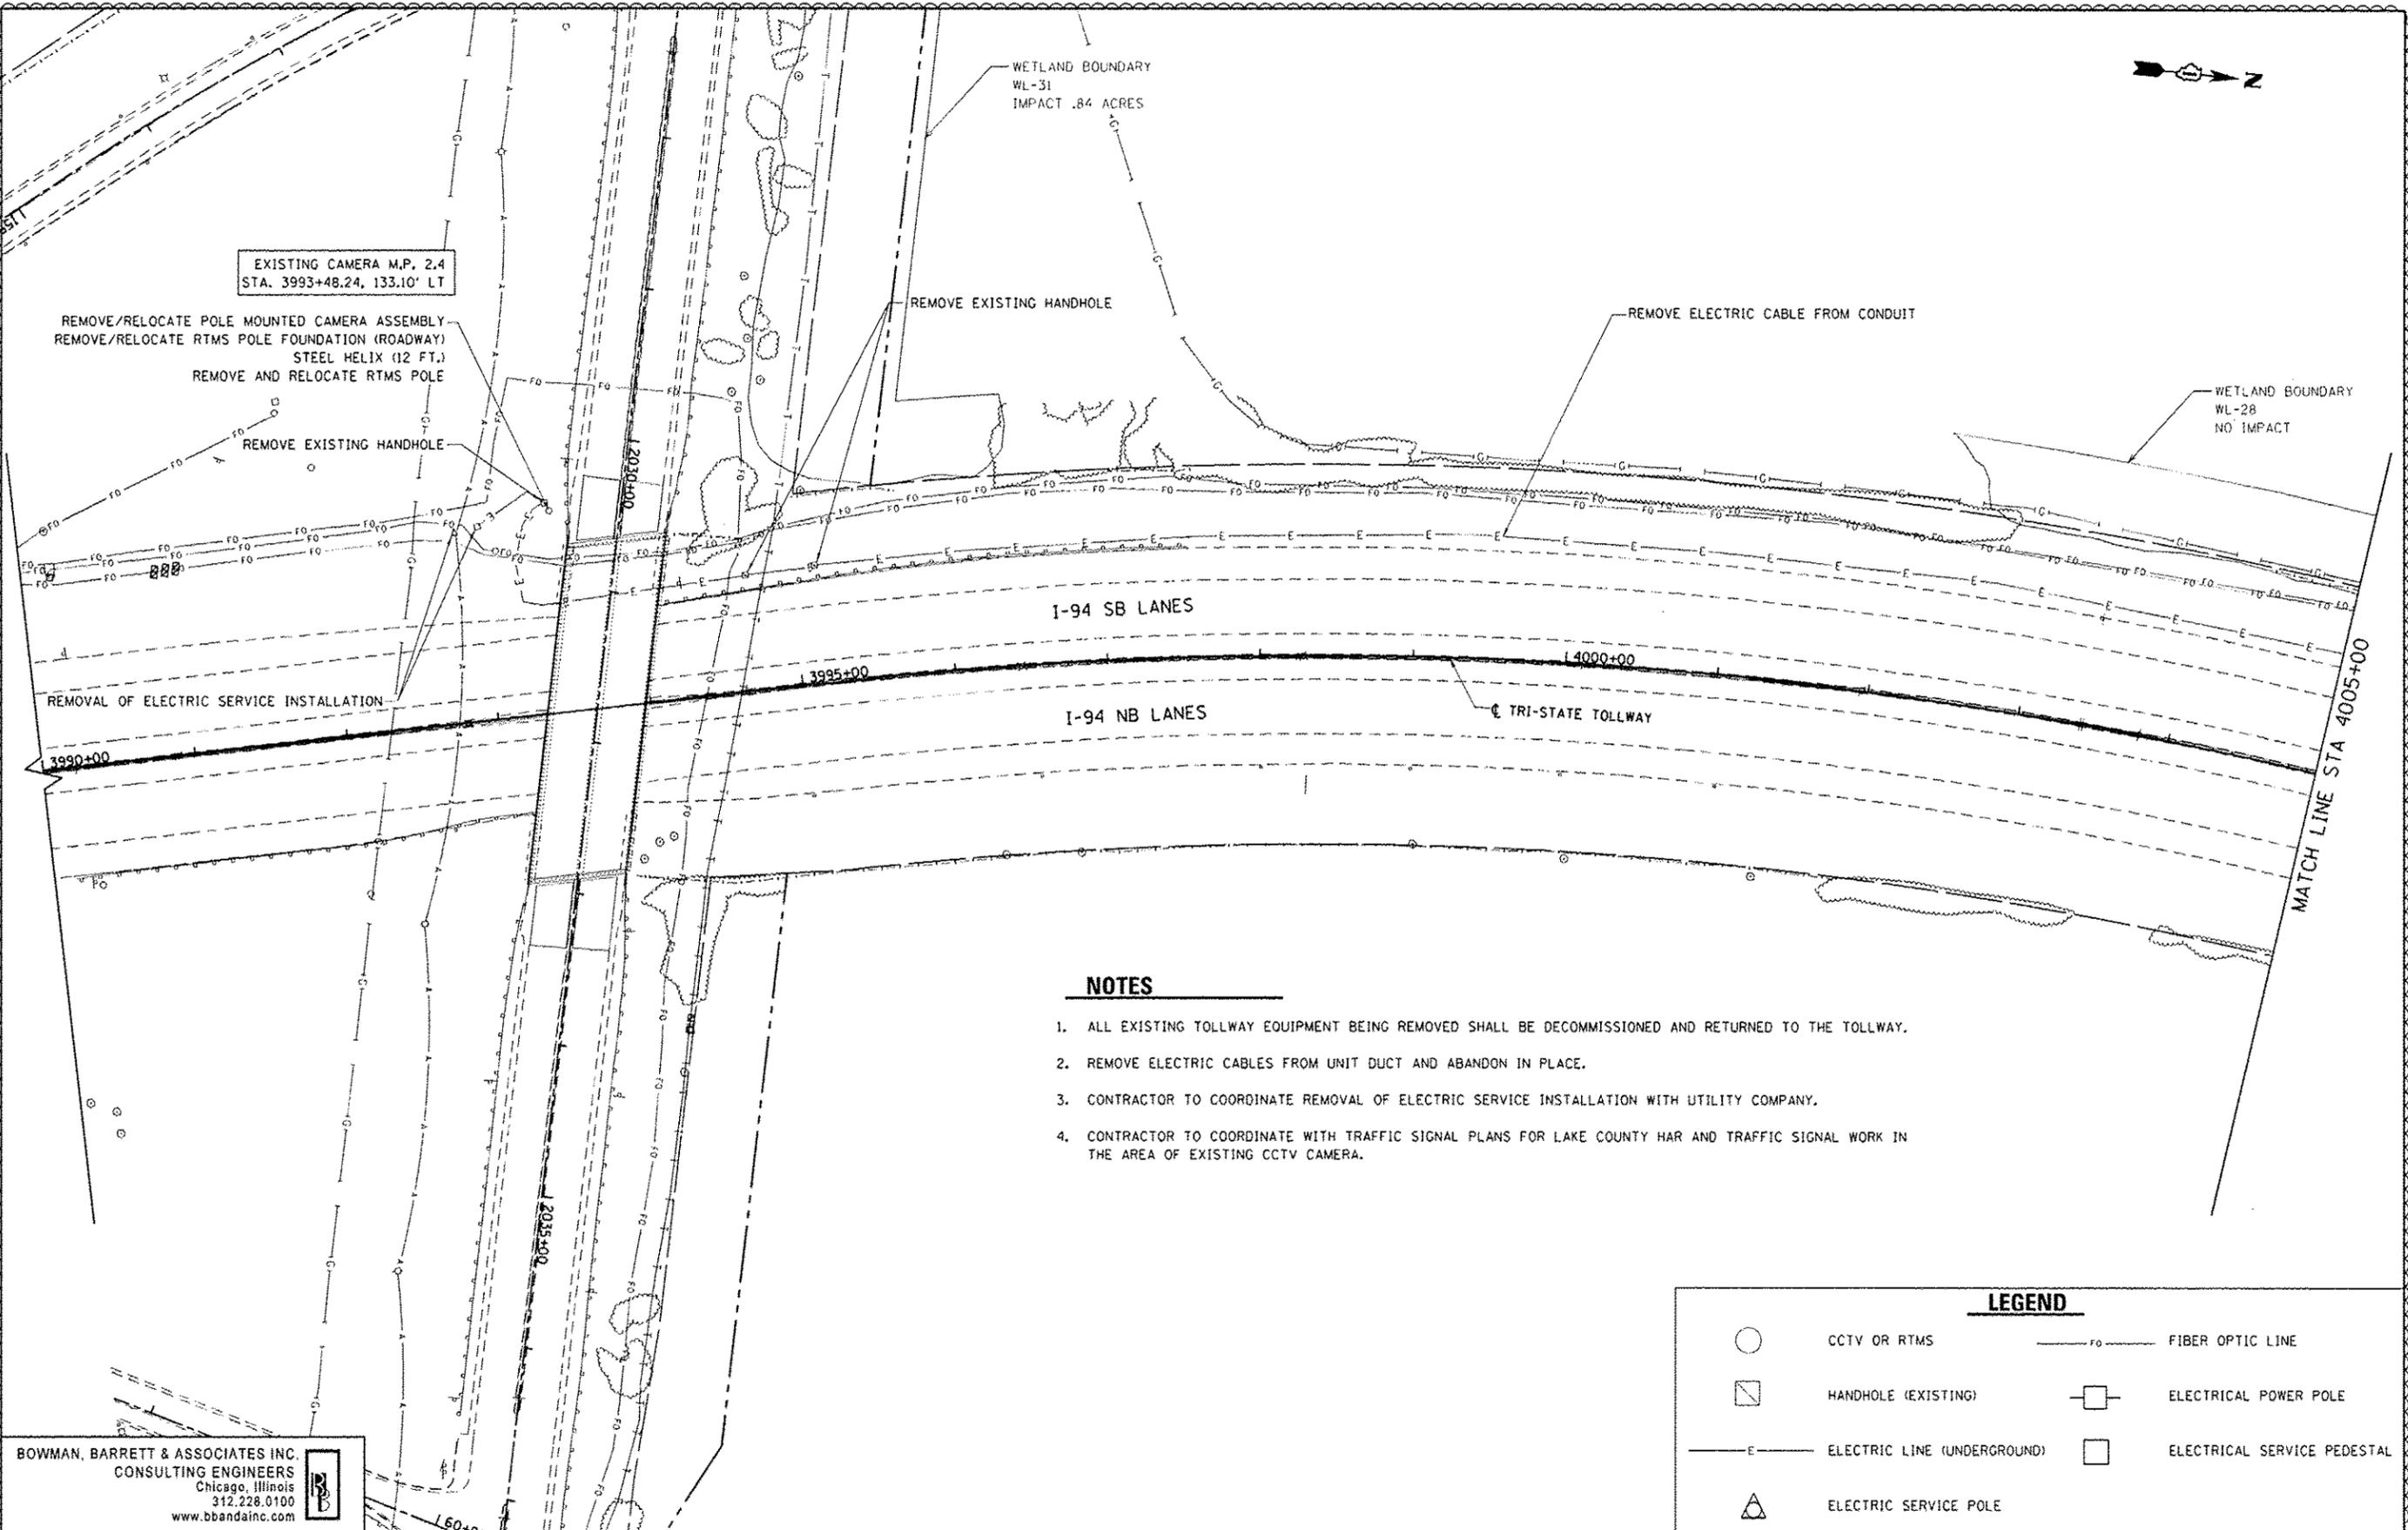 WETLAND BOUNDARY
WL-31
IMPACT .84 ACRES
N
EXISTING CAMERA M.P. 2.4
STA. 3993+48.24, 133.10' LT
REMOVE/RELOCATE POLE MOUNTED CAMERA ASSEMBLY
REMOVE/RELOCATE RTMS POLE FOUNDATION (ROADWAY)
STEEL HELIX (12 FT.)
REMOVE AND RELOCATE RTMS POLE
REMOVE EXISTING HANDHOLE
REMOVE EXISTING HANDHOLE
REMOVE ELECTRIC CABLE FROM CONDUIT
WETLAND BOUNDARY
WL-28
NO IMPACT
2030+00
I-94 SB LANES
3995+00
4000+00
REMOVAL OF ELECTRIC SERVICE INSTALLATION
I-94 NB LANES
℄ TRI-STATE TOLLWAY
3990+00
MATCH LINE STA 4005+00
2035+00
NOTES
1. ALL EXISTING TOLLWAY EQUIPMENT BEING REMOVED SHALL BE DECOMMISSIONED AND RETURNED TO THE TOLLWAY.
2. REMOVE ELECTRIC CABLES FROM UNIT DUCT AND ABANDON IN PLACE.
3. CONTRACTOR TO COORDINATE REMOVAL OF ELECTRIC SERVICE INSTALLATION WITH UTILITY COMPANY.
4. CONTRACTOR TO COORDINATE WITH TRAFFIC SIGNAL PLANS FOR LAKE COUNTY HAR AND TRAFFIC SIGNAL WORK IN
THE AREA OF EXISTING CCTV CAMERA.
LEGEND
CCTV OR RTMS
FO FIBER OPTIC LINE
HANDHOLE (EXISTING)
ELECTRICAL POWER POLE
E ELECTRIC LINE (UNDERGROUND)
ELECTRICAL SERVICE PEDESTAL
ELECTRIC SERVICE POLE
BOWMAN, BARRETT & ASSOCIATES INC.
CONSULTING ENGINEERS
Chicago, Illinois
312.228.0100
www.bbandainc.com